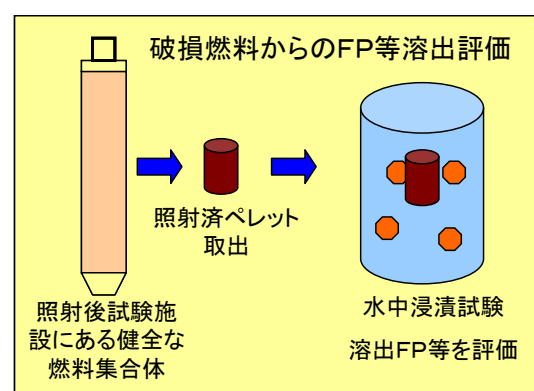 破損燃料からのFP等溶出評価
照射済ペレット
取出
照射後試験施
設にある健全な
燃料集合体
水中浸漬試験
溶出FP等を評価